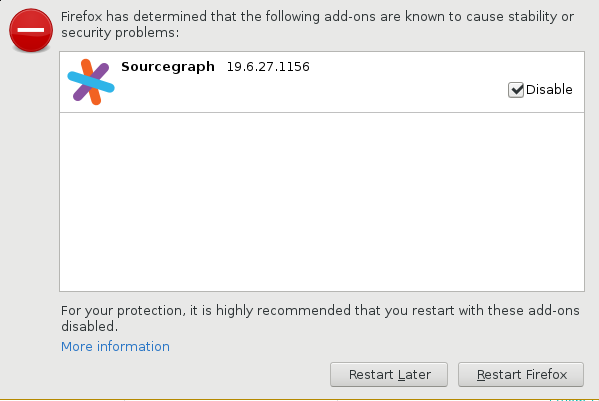 Firefox has determined that the following add-ons are known to cause stability or
security problems:
Sourcegraph 19.6.27.1156
Disable
For your protection, it is highly recommended that you restart with these add-ons
disabled.
More information
Restart Later
Restart Firefox